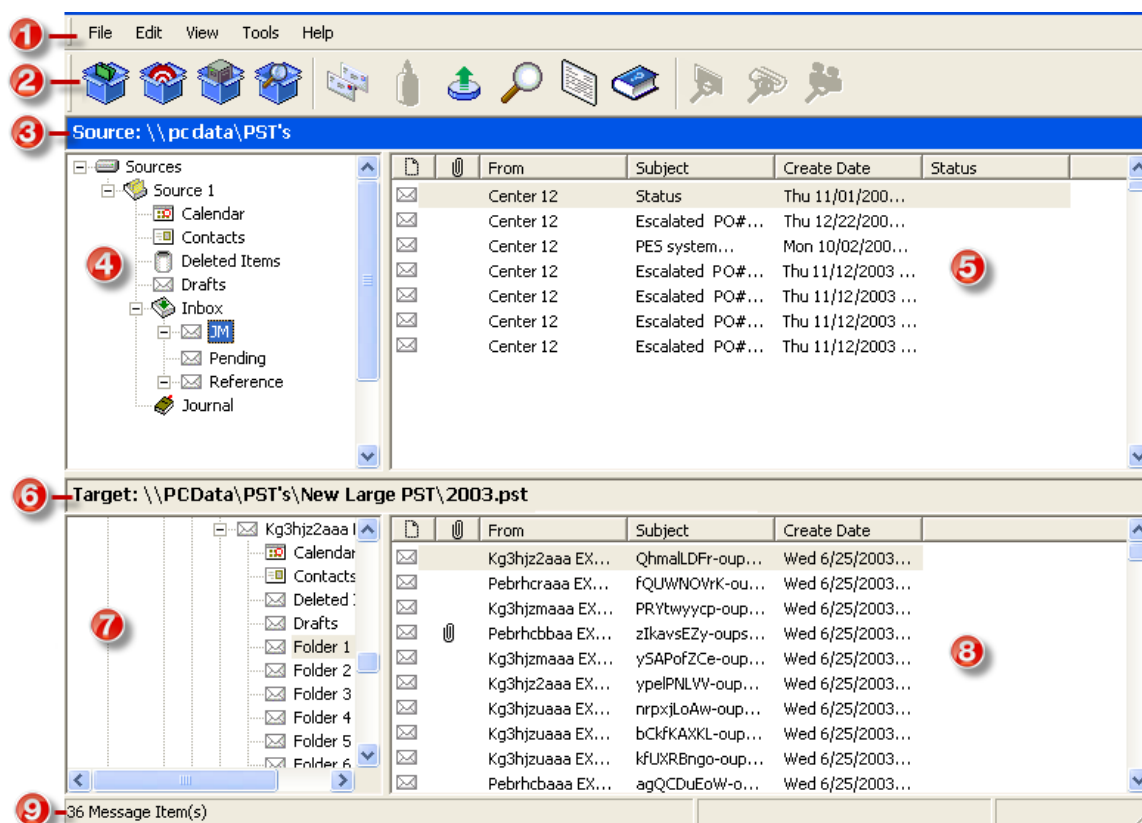 1 File Edit View Tools Help
2
3 Source: \\pcdata\PST's
Sources
Source 1
Calendar
Contacts
4 Deleted Items
Drafts
Inbox
JM
Pending
Reference
Journal
From Subject Create Date Status
Center 12 Status Thu 11/01/200...
Center 12 Escalated PO#... Thu 12/22/200...
Center 12 PES system... Mon 10/02/200...
Center 12 Escalated PO#... Thu 11/12/2003 ... 5
Center 12 Escalated PO#... Thu 11/12/2003 ...
Center 12 Escalated PO#... Thu 11/12/2003 ...
Center 12 Escalated PO#... Thu 11/12/2003 ...
6 Target: \\PCData\PST's\New Large PST\2003.pst
Kg3hjz2aaa
Calendar
Contacts
Deleted
7 Drafts
Folder 1
Folder 2
Folder 3
Folder 4
Folder 5
Folder 6
From Subject Create Date
Kg3hjz2aaa EX... QhmalLDFr-oup... Wed 6/25/2003...
Pebrhcraaa EX... fQUWNOVrK-ou... Wed 6/25/2003...
Kg3hjzmaaa EX... PRYtwyycp-oup... Wed 6/25/2003...
Pebrhcbbaa EX... zIkavsEZy-oups... Wed 6/25/2003...
Kg3hjzmaaa EX... ySAPofZCe-oup... Wed 6/25/2003... 8
Kg3hjz2aaa EX... ypelPNLVV-oup... Wed 6/25/2003...
Kg3hjzuaaa EX... nrpxjLoAw-oup... Wed 6/25/2003...
Kg3hjzuaaa EX... bCkfKAXKL-oup... Wed 6/25/2003...
Kg3hjzuaaa EX... kfUXRBngo-oup... Wed 6/25/2003...
Pebrhcbaaa EX... agQCDuEoW-o... Wed 6/25/2003...
9 36 Message Item(s)